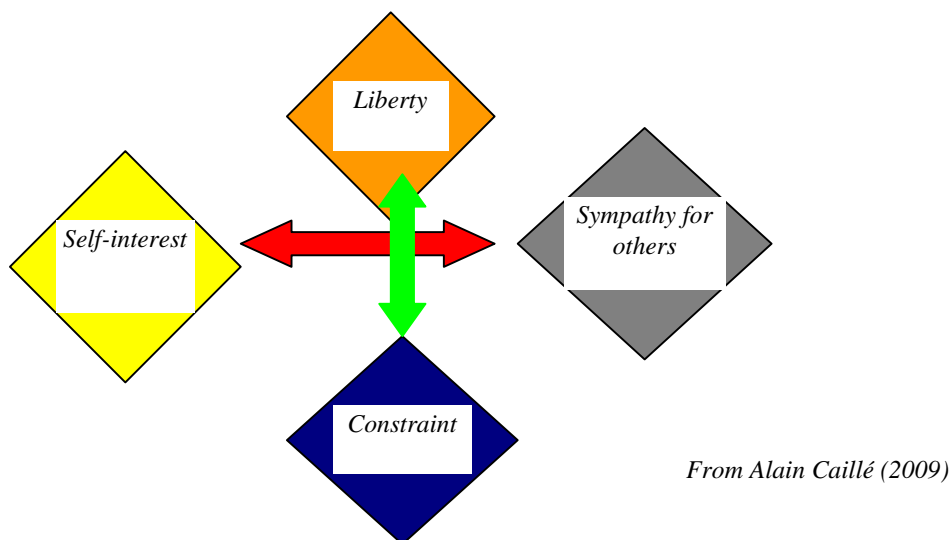 Liberty
Self-interest
Sympathy for
others
Constraint
From Alain Caillé (2009)